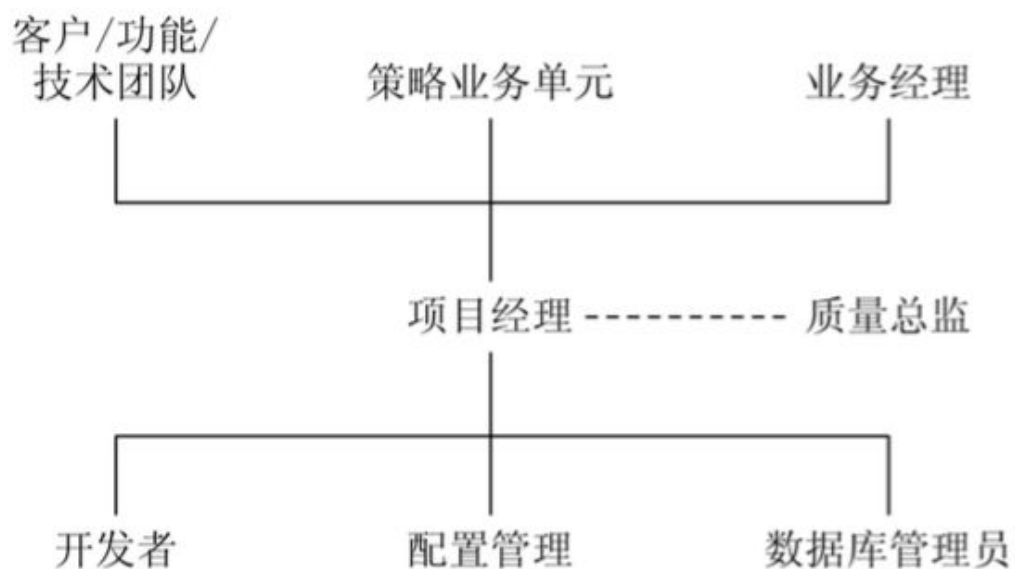 客户/功能/
技术团队
策略业务单元
业务经理
项目经理
质量总监
开发者
配置管理
数据库管理员